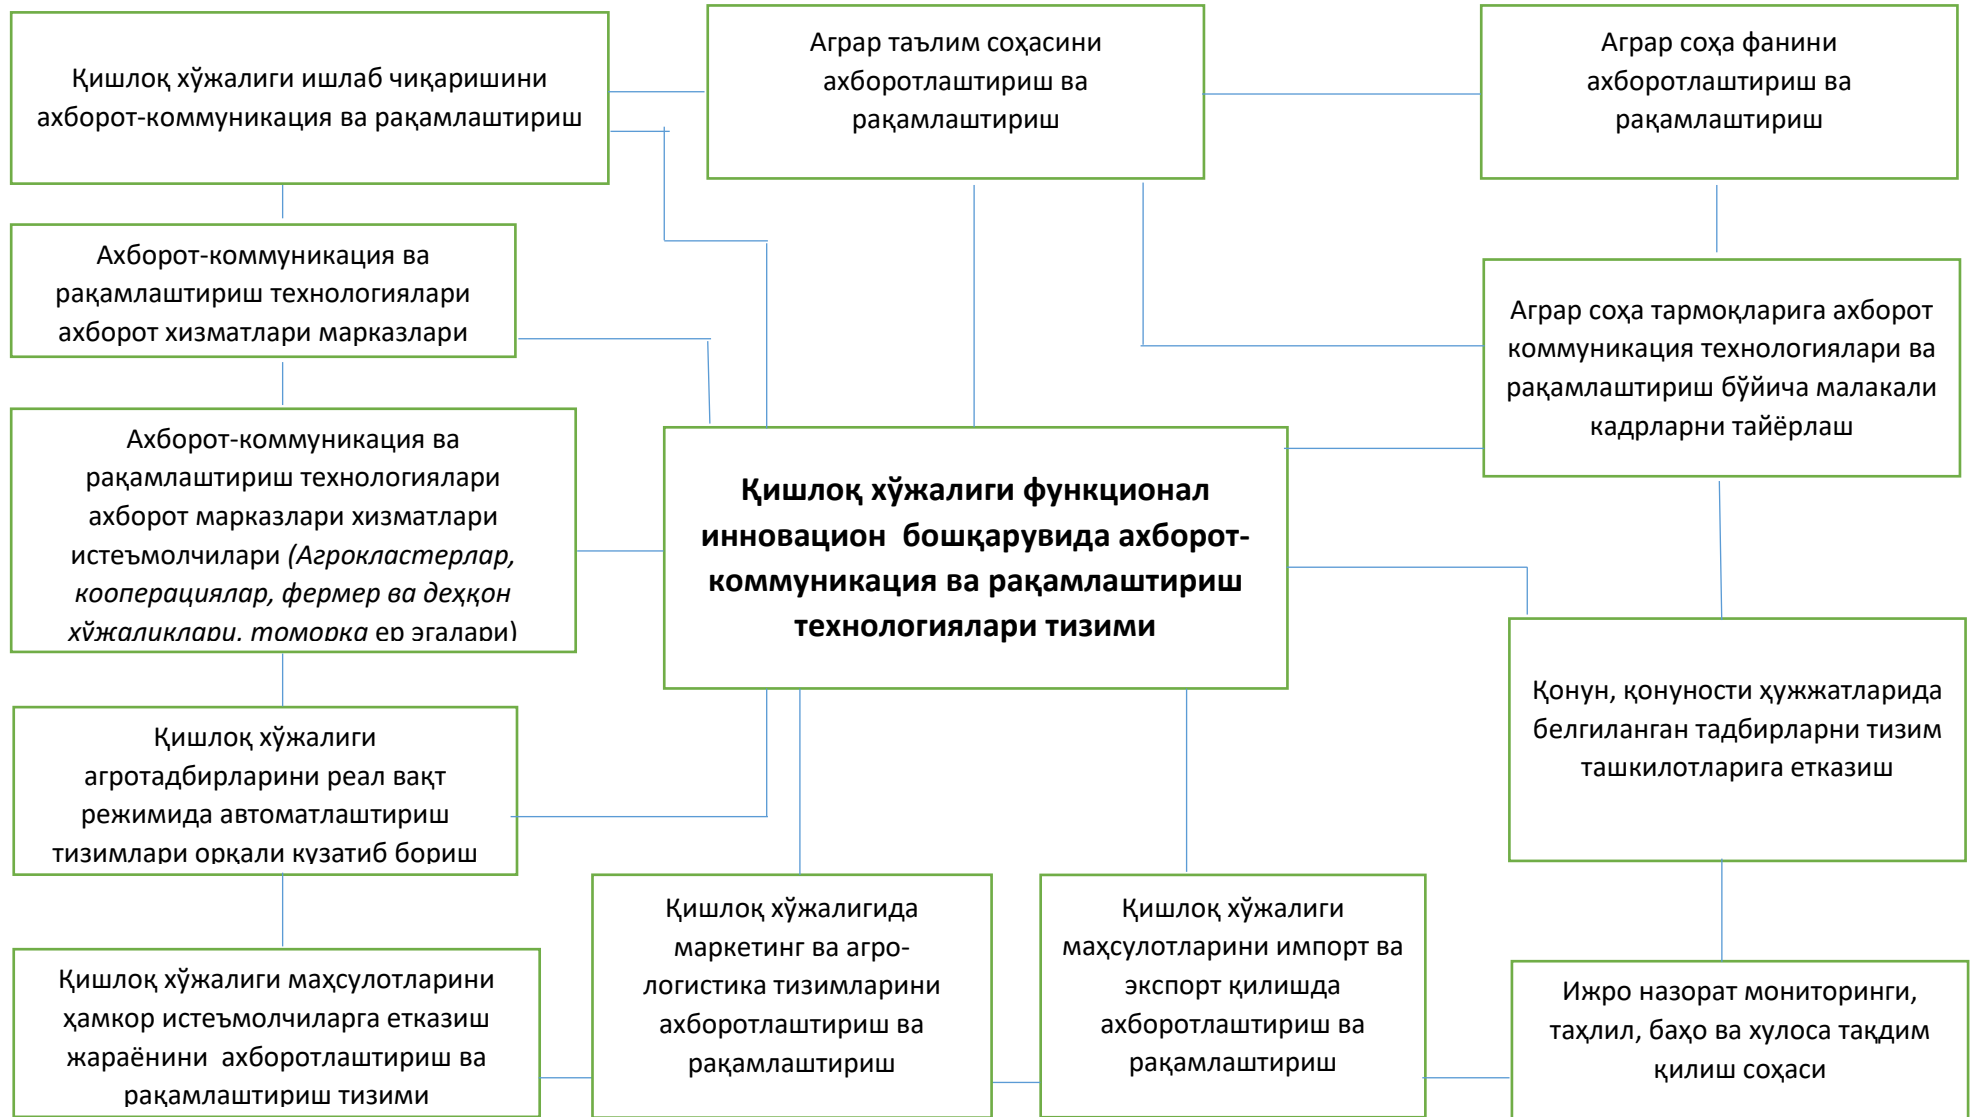 Қишлоқ хўжалиги ишлаб чиқаришини
ахборот-коммуникация ва рақамлаштириш
Аграр таълим соҳасини
ахборотлаштириш ва
рақамлаштириш
Аграр соҳа фанини
ахборотлаштириш ва
рақамлаштириш
Ахборот-коммуникация ва
рақамлаштириш технологиялари
ахборот хизматлари марказлари
Аграр соҳа тармоқларига ахборот
коммуникация технологиялари ва
рақамлаштириш бўйича малакали
кадрларни тайёрлаш
Ахборот-коммуникация ва
рақамлаштириш технологиялари
ахборот марказлари хизматлари
истеъмолчилари (Агрокластерлар,
кооперациялар, фермер ва деҳқон
хўжаликлари, томорқа ер эгалари)
Қишлоқ хўжалиги функционал
инновацион бошқарувида ахборот-
коммуникация ва рақамлаштириш
технологиялари тизими
Қонун, қонуности ҳужжатларида
белгиланган тадбирларни тизим
ташкилотларига етказиш
Қишлоқ хўжалиги
агротадбирларини реал вақт
режимида автоматлаштириш
тизимлари орқали кузатиб бориш
Қишлоқ хўжалиги маҳсулотларини
ҳамкор истеъмолчиларга етказиш
жараёнини ахборотлаштириш ва
рақамлаштириш тизими
Қишлоқ хўжалигида
маркетинг ва агро-
логистика тизимларини
ахборотлаштириш ва
рақамлаштириш
Қишлоқ хўжалиги
маҳсулотларини импорт ва
экспорт қилишда
ахборотлаштириш ва
рақамлаштириш
Ижро назорат мониторинги,
таҳлил, баҳо ва хулоса тақдим
қилиш соҳаси